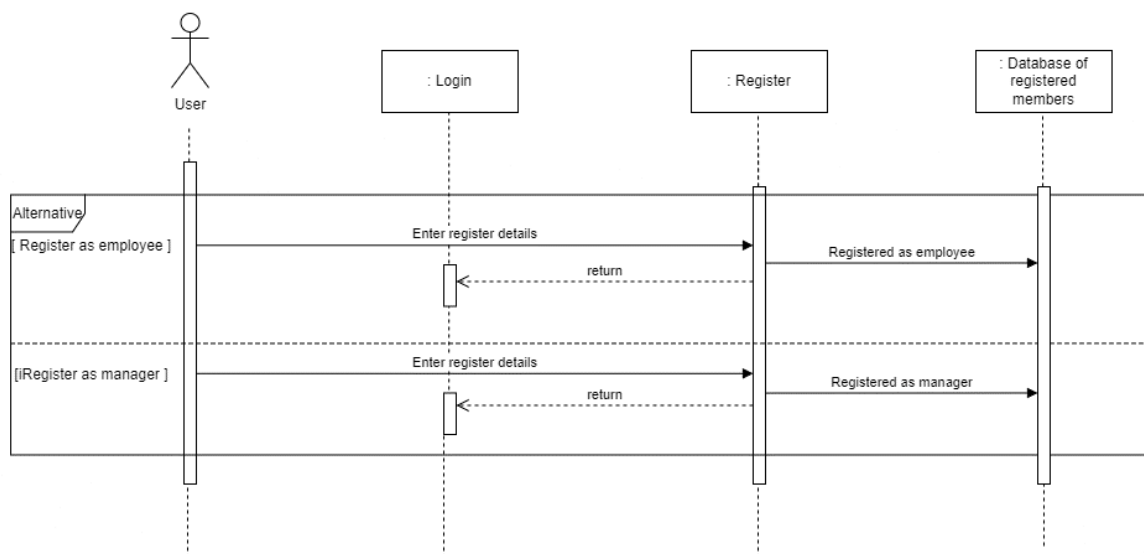 User
: Login
: Register
: Database of
registered
members
Alternative
[ Register as employee ]
Enter register details
Registered as employee
return
[iRegister as manager ]
Enter register details
Registered as manager
return